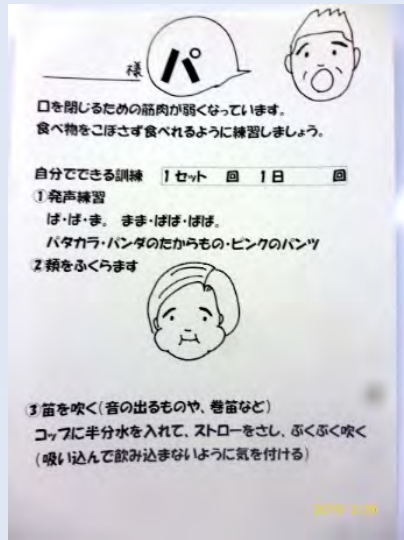 様
パ
口を閉じるための筋肉が弱くなっています。
食べ物をこぼさず食べれるように練習しましょう。
自分でできる訓練 1セット 回 1日 回
①発声練習
ぱ・ば・ま。 まま・ばば・ぱぱ。
パタカラ・パンダのたからもの・ピンクのパンツ
②頬をふくらます
③笛を吹く(音の出るものや、巻笛など)
コップに半分水を入れて、ストローをさし、ぶくぶく吹く
(吸い込んで飲み込まないように気を付ける)